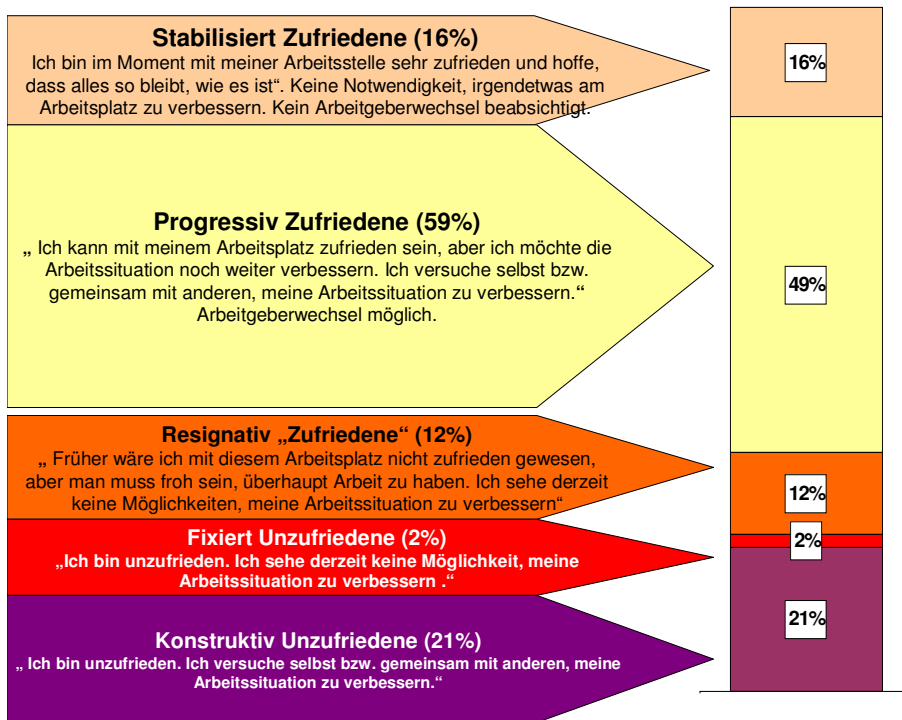 Stabilisiert Zufriedene (16%)
Ich bin im Moment mit meiner Arbeitsstelle sehr zufrieden und hoffe,
dass alles so bleibt, wie es ist“. Keine Notwendigkeit, irgendetwas am
Arbeitsplatz zu verbessern. Kein Arbeitgeberwechsel beabsichtigt.
16%
Progressiv Zufriedene (59%)
„ Ich kann mit meinem Arbeitsplatz zufrieden sein, aber ich möchte die
Arbeitssituation noch weiter verbessern. Ich versuche selbst bzw.
gemeinsam mit anderen, meine Arbeitssituation zu verbessern.“
Arbeitgeberwechsel möglich.
49%
Resignativ „Zufriedene“ (12%)
„ Früher wäre ich mit diesem Arbeitsplatz nicht zufrieden gewesen,
aber man muss froh sein, überhaupt Arbeit zu haben. Ich sehe derzeit
keine Möglichkeiten, meine Arbeitssituation zu verbessern“
12%
Fixiert Unzufriedene (2%)
„Ich bin unzufrieden. Ich sehe derzeit keine Möglichkeit, meine
Arbeitssituation zu verbessern .“
2%
Konstruktiv Unzufriedene (21%)
„ Ich bin unzufrieden. Ich versuche selbst bzw. gemeinsam mit anderen, meine
Arbeitssituation zu verbessern.“
21%